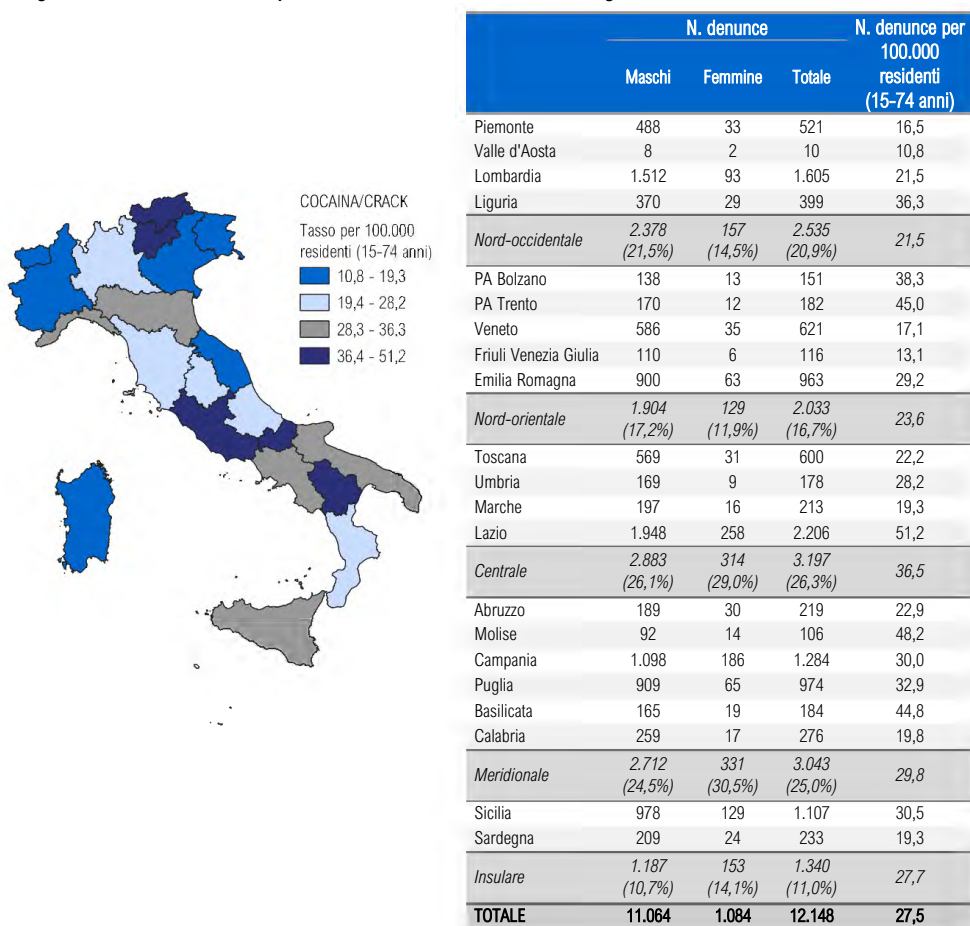 COCAINA/CRACK
Tasso per 100.000
residenti (15-74 anni)
10,8 - 19,3
19,4 - 28,2
28,3 - 36,3
36,4 - 51,2
N. denunce N. denunce per
100.000
residenti
(15-74 anni)
Maschi Femmine Totale
Piemonte 488 33 521 16,5
Valle d'Aosta 8 2 10 10,8
Lombardia 1.512 93 1.605 21,5
Liguria 370 29 399 36,3
Nord-occidentale 2.378 157 2.535 21,5
(21,5%) (14,5%) (20,9%)
PA Bolzano 138 13 151 38,3
PA Trento 170 12 182 45,0
Veneto 586 35 621 17,1
Friuli Venezia Giulia 110 6 116 13,1
Emilia Romagna 900 63 963 29,2
Nord-orientale 1.904 129 2.033 23,6
(17,2%) (11,9%) (16,7%)
Toscana 569 31 600 22,2
Umbria 169 9 178 28,2
Marche 197 16 213 19,3
Lazio 1.948 258 2.206 51,2
Centrale 2.883 314 3.197 36,5
(26,1%) (29,0%) (26,3%)
Abruzzo 189 30 219 22,9
Molise 92 14 106 48,2
Campania 1.098 186 1.284 30,0
Puglia 909 65 974 32,9
Basilicata 165 19 184 44,8
Calabria 259 17 276 19,8
Meridionale 2.712 331 3.043 29,8
(24,5%) (30,5%) (25,0%)
Sicilia 978 129 1.107 30,5
Sardegna 209 24 233 19,3
Insulare 1.187 153 1.340 27,7
(10,7%) (14,1%) (11,0%)
TOTALE 11.064 1.084 12.148 27,5